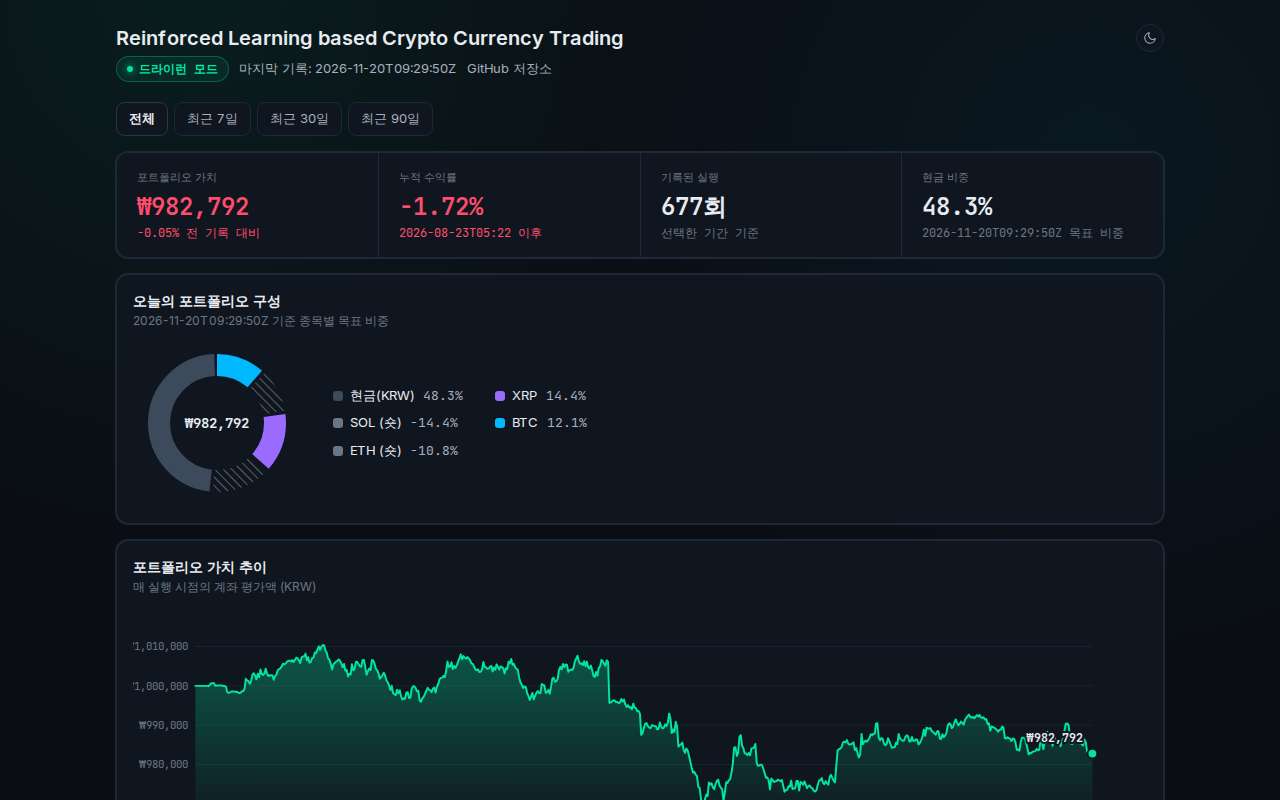 Reinforced Learning based Crypto Currency Trading
드라이런 모드 마지막 기록: 2026-11-20T09:29:50Z GitHub 저장소
전체 최근 7일 최근 30일 최근 90일
포트폴리오 가치 누적 수익률 기록된 실행 현금 비중
₩982,792 -1.72% 677회 48.3%
-0.05% 전 기록 대비 2026-08-23T05:22 이후 선택한 기간 기준 2026-11-20T09:29:50Z 목표 비중
오늘의 포트폴리오 구성
2026-11-20T09:29:50Z 기준 종목별 목표 비중
₩982,792
현금(KRW) 48.3% XRP 14.4%
SOL (숏) -14.4% BTC 12.1%
ETH (숏) -10.8%
포트폴리오 가치 추이
매 실행 시점의 계좌 평가액 (KRW)
1,010,000
1,000,000
₩990,000
₩982,792
₩980,000